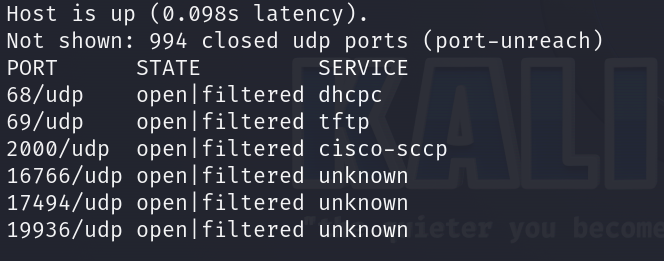 Host is up (0.098s latency).
Not shown: 994 closed udp ports (port-unreach)
PORT      STATE         SERVICE
68/udp    open|filtered dhcpc
69/udp    open|filtered tftp
2000/udp  open|filtered cisco-sccp
16766/udp open|filtered unknown
17494/udp open|filtered unknown
19936/udp open|filtered unknown
KALI
quieter you become